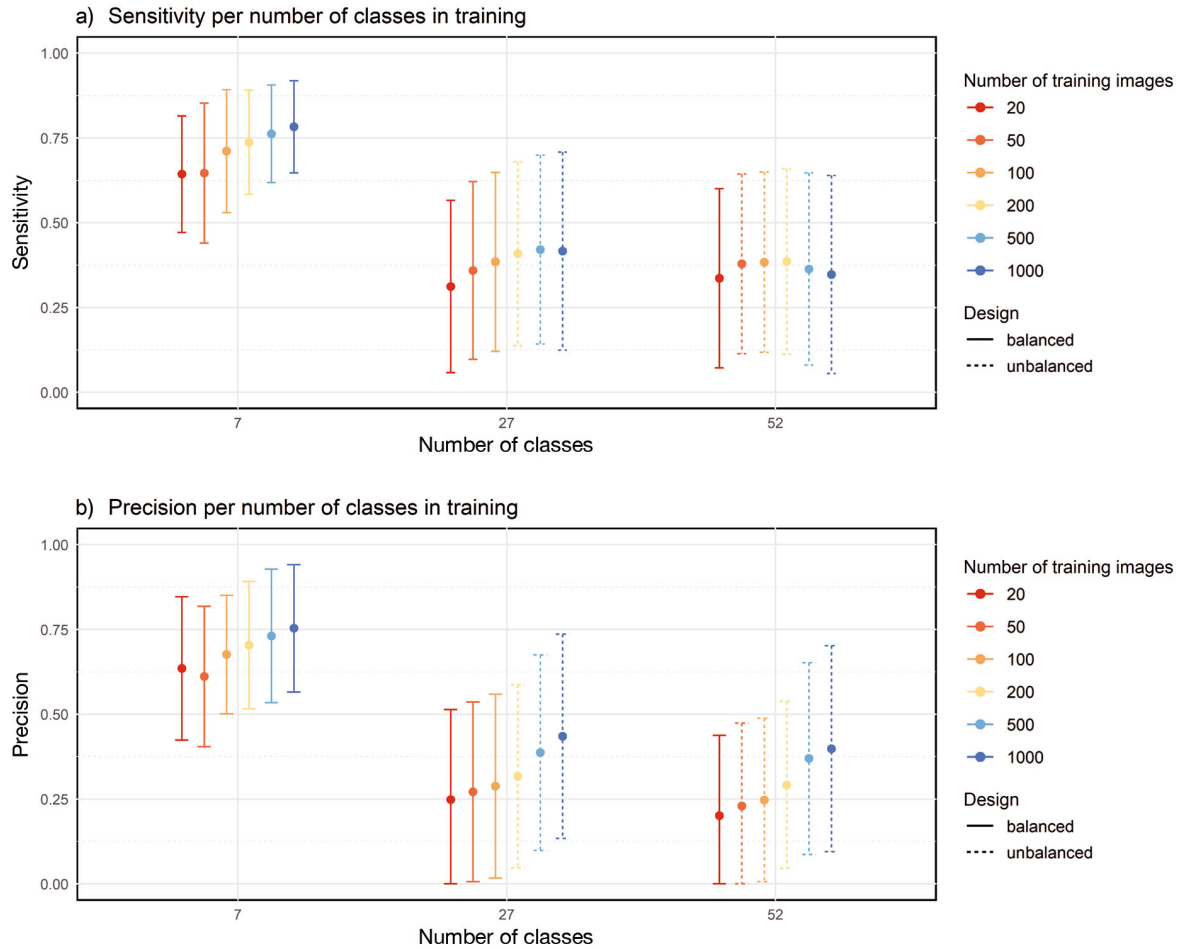 a) Sensitivity per number of classes in training
1.00
0.75
0.50
0.25
0.00
Sensitivity
7
27
52
Number of classes
Number of training images
20
50
100
200
500
1000
Design
balanced
unbalanced
b) Precision per number of classes in training
1.00
0.75
0.50
0.25
0.00
Precision
7
27
52
Number of classes
Number of training images
20
50
100
200
500
1000
Design
balanced
unbalanced